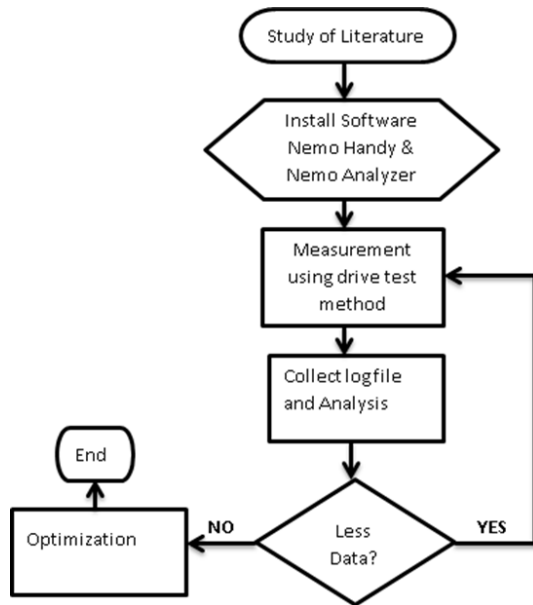 Study of Literature
Install Software
Nemo Handy &
Nemo Analyzer
Measurement
using drive test
method
Collect logfile
and Analysis
Less
Data?
YES
NO
Optimization
End